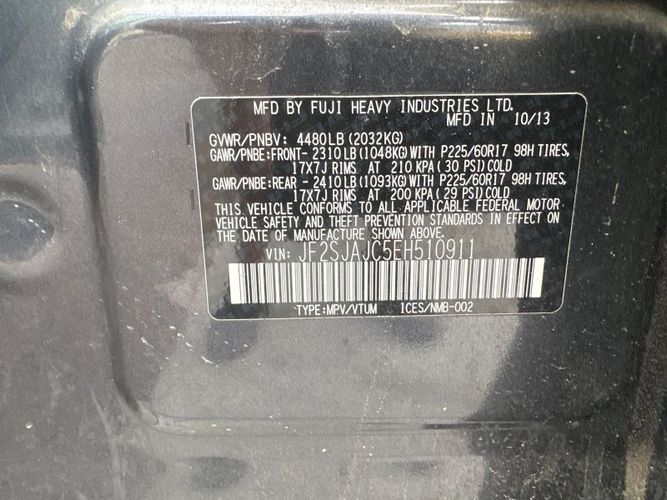 MFD BY FUJI HEAVY INDUSTRIES LTD.
MFD IN 10/13
GVWR/PNBV: 4480LB (2032KG)
GAWR/PNBE:FRONT- 2310LB (1048KG) WITH P225/60R17 98H TIRES,
17X7J RIMS AT 210 KPA (30 PSI) COLD
GAWR/PNBE:REAR - 2410LB (1093KG) WITH P225/60R17 98H TIRES,
17X7J RIMS AT 200 KPA (29 PSI) COLD
THIS VEHICLE CONFORMS TO ALL APPLICABLE FEDERAL MOTOR
VEHICLE SAFETY AND THEFT PREVENTION STANDARDS IN EFFECT ON
THE DATE OF MANUFACTURE SHOWN ABOVE.
VIN: JF2SJAJC5EH510911
TYPE:MPV/VTUM 1CES/NMB-002